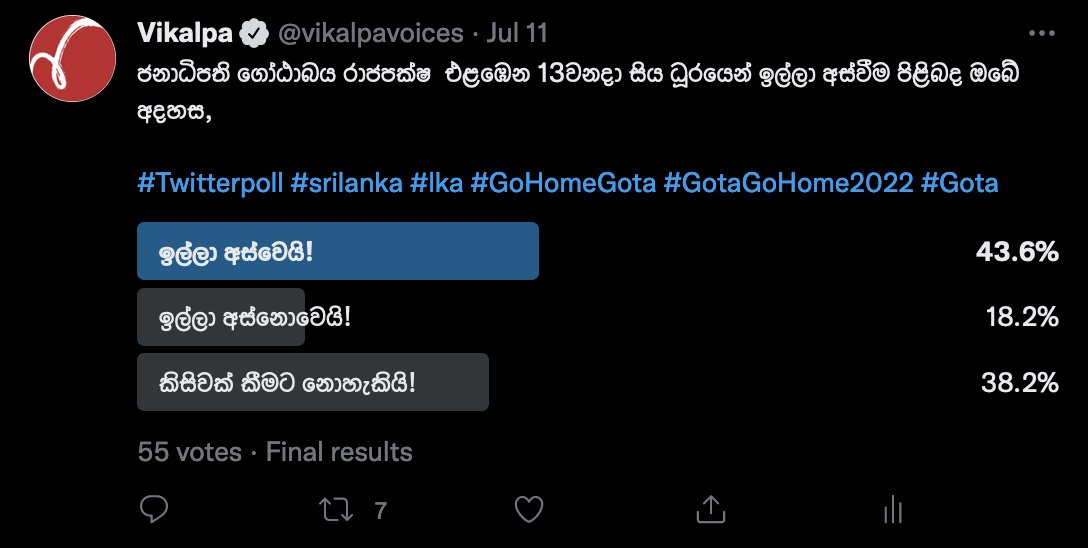 Vikalpa @vikalpavoices · Jul 11
ජනාධිපති ගෝඨාබය රාජපක්ෂ එළඹෙන 13වනදා සිය ධූරයෙන් ඉල්ලා අස්වීම පිළිබද ඔබේ
අදහස,
#Twitterpoll #srilanka #lka #GoHomeGota #GotaGoHome2022 #Gota
ඉල්ලා අස්වෙයි! 43.6%
ඉල්ලා අස්නොවෙයි! 18.2%
කිසිවක් කීමට නොහැකියි! 38.2%
55 votes · Final results
7